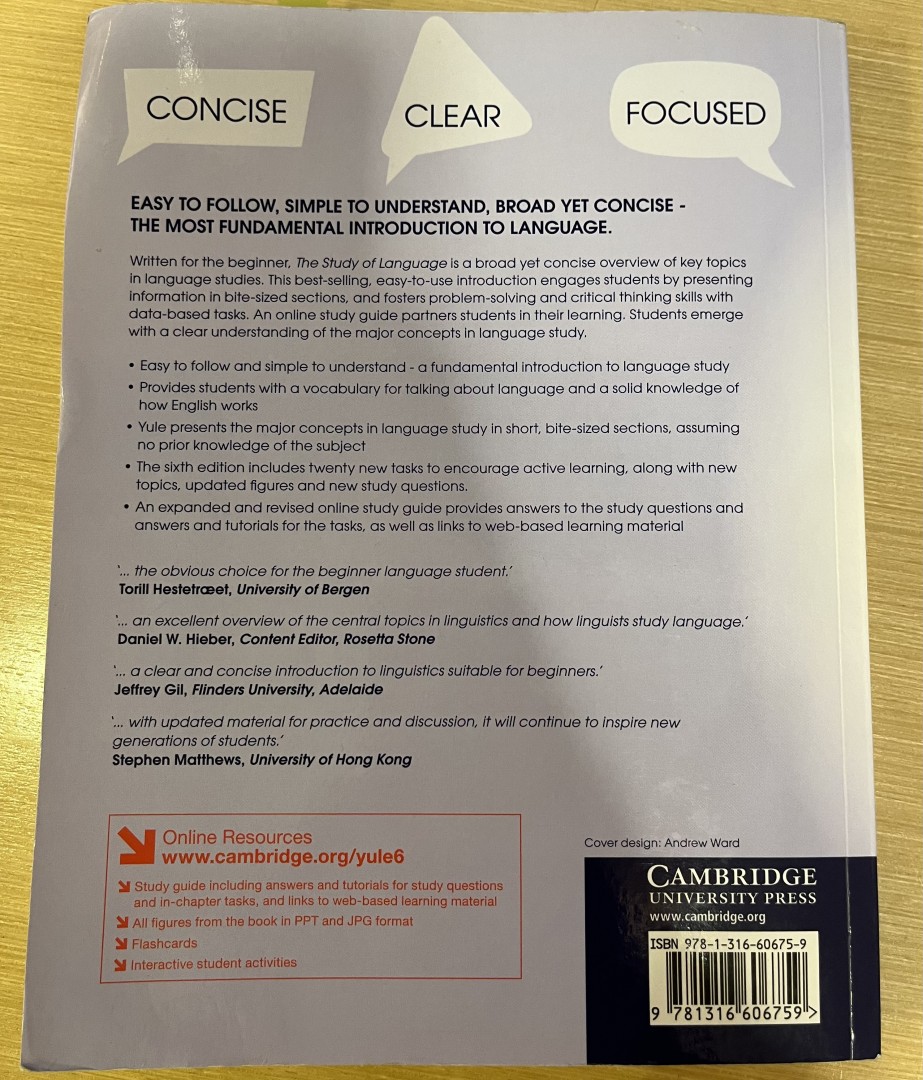 CONCISE
CLEAR
FOCUSED
EASY TO FOLLOW, SIMPLE TO UNDERSTAND, BROAD YET CONCISE -
THE MOST FUNDAMENTAL INTRODUCTION TO LANGUAGE.
Written for the beginner, The Study of Language is a broad yet concise overview of key topics
in language studies. This best-selling, easy-to-use introduction engages students by presenting
information in bite-sized sections, and fosters problem-solving and critical thinking skills with
data-based tasks. An online study guide partners students in their learning. Students emerge
with a clear understanding of the major concepts in language study.
• Easy to follow and simple to understand - a fundamental introduction to language study
• Provides students with a vocabulary for talking about language and a solid knowledge of
how English works
• Yule presents the major concepts in language study in short, bite-sized sections, assuming
no prior knowledge of the subject
• The sixth edition includes twenty new tasks to encourage active learning, along with new
topics, updated figures and new study questions.
• An expanded and revised online study guide provides answers to the study questions and
answers and tutorials for the tasks, as well as links to web-based learning material
'... the obvious choice for the beginner language student.'
Torill Hestetræet, University of Bergen
'... an excellent overview of the central topics in linguistics and how linguists study language.'
Daniel W. Hieber, Content Editor, Rosetta Stone
'... a clear and concise introduction to linguistics suitable for beginners.'
Jeffrey Gil, Flinders University, Adelaide
'... with updated material for practice and discussion, it will continue to inspire new
generations of students.'
Stephen Matthews, University of Hong Kong
Online Resources
www.cambridge.org/yule6
Study guide including answers and tutorials for study questions
and in-chapter tasks, and links to web-based learning material
All figures from the book in PPT and JPG format
Flashcards
Interactive student activities
Cover design: Andrew Ward
CAMBRIDGE
UNIVERSITY PRESS
www.cambridge.org
ISBN 978-1-316-60675-9
9 781316 606759 >